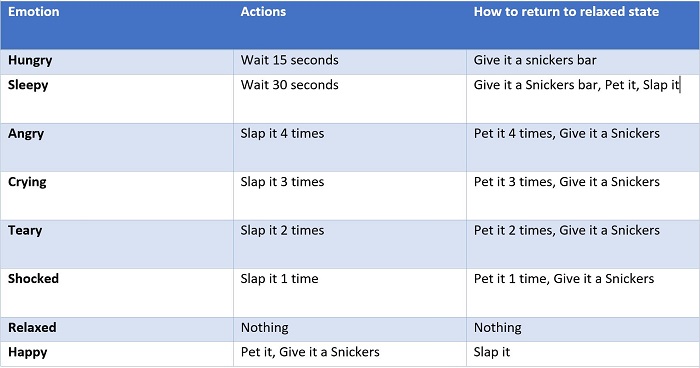 Emotion Actions How to return to relaxed state
Hungry Wait 15 seconds Give it a snickers bar
Sleepy Wait 30 seconds Give it a Snickers bar, Pet it, Slap it
Angry Slap it 4 times Pet it 4 times, Give it a Snickers
Crying Slap it 3 times Pet it 3 times, Give it a Snickers
Teary Slap it 2 times Pet it 2 times, Give it a Snickers
Shocked Slap it 1 time Pet it 1 time, Give it a Snickers
Relaxed Nothing Nothing
Happy Pet it, Give it a Snickers Slap it